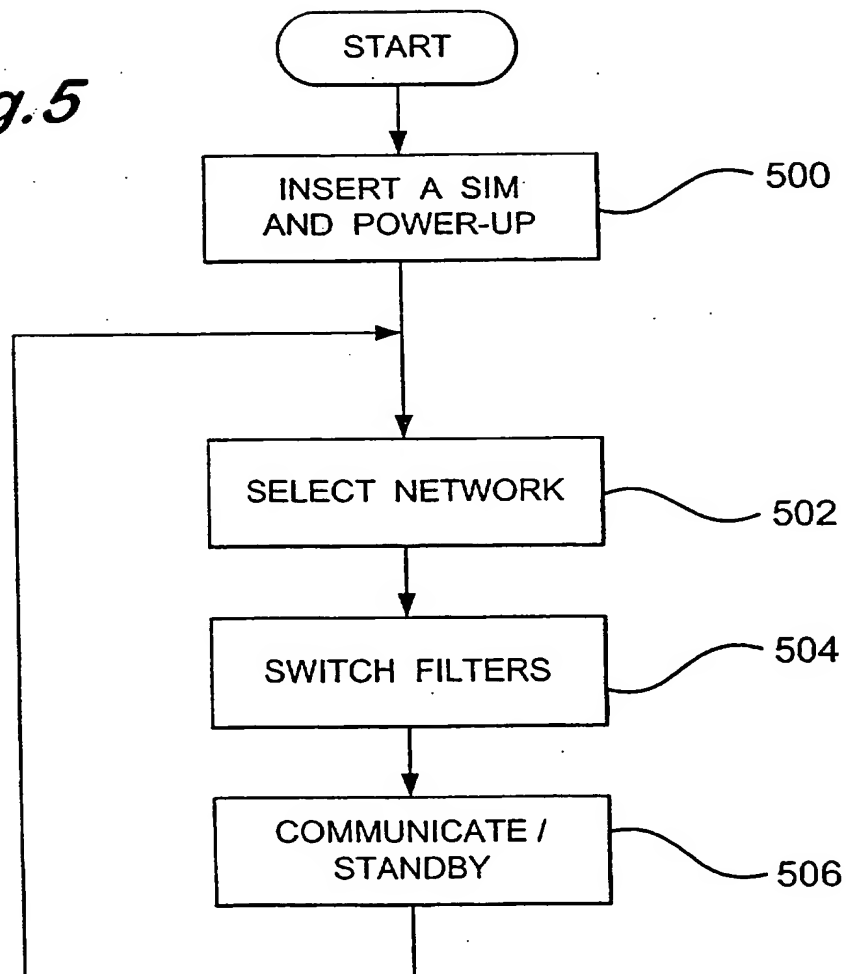 g.5
START
INSERT A SIM
AND POWER-UP
500
SELECT NETWORK
502
SWITCH FILTERS
504
COMMUNICATE /
STANDBY
506